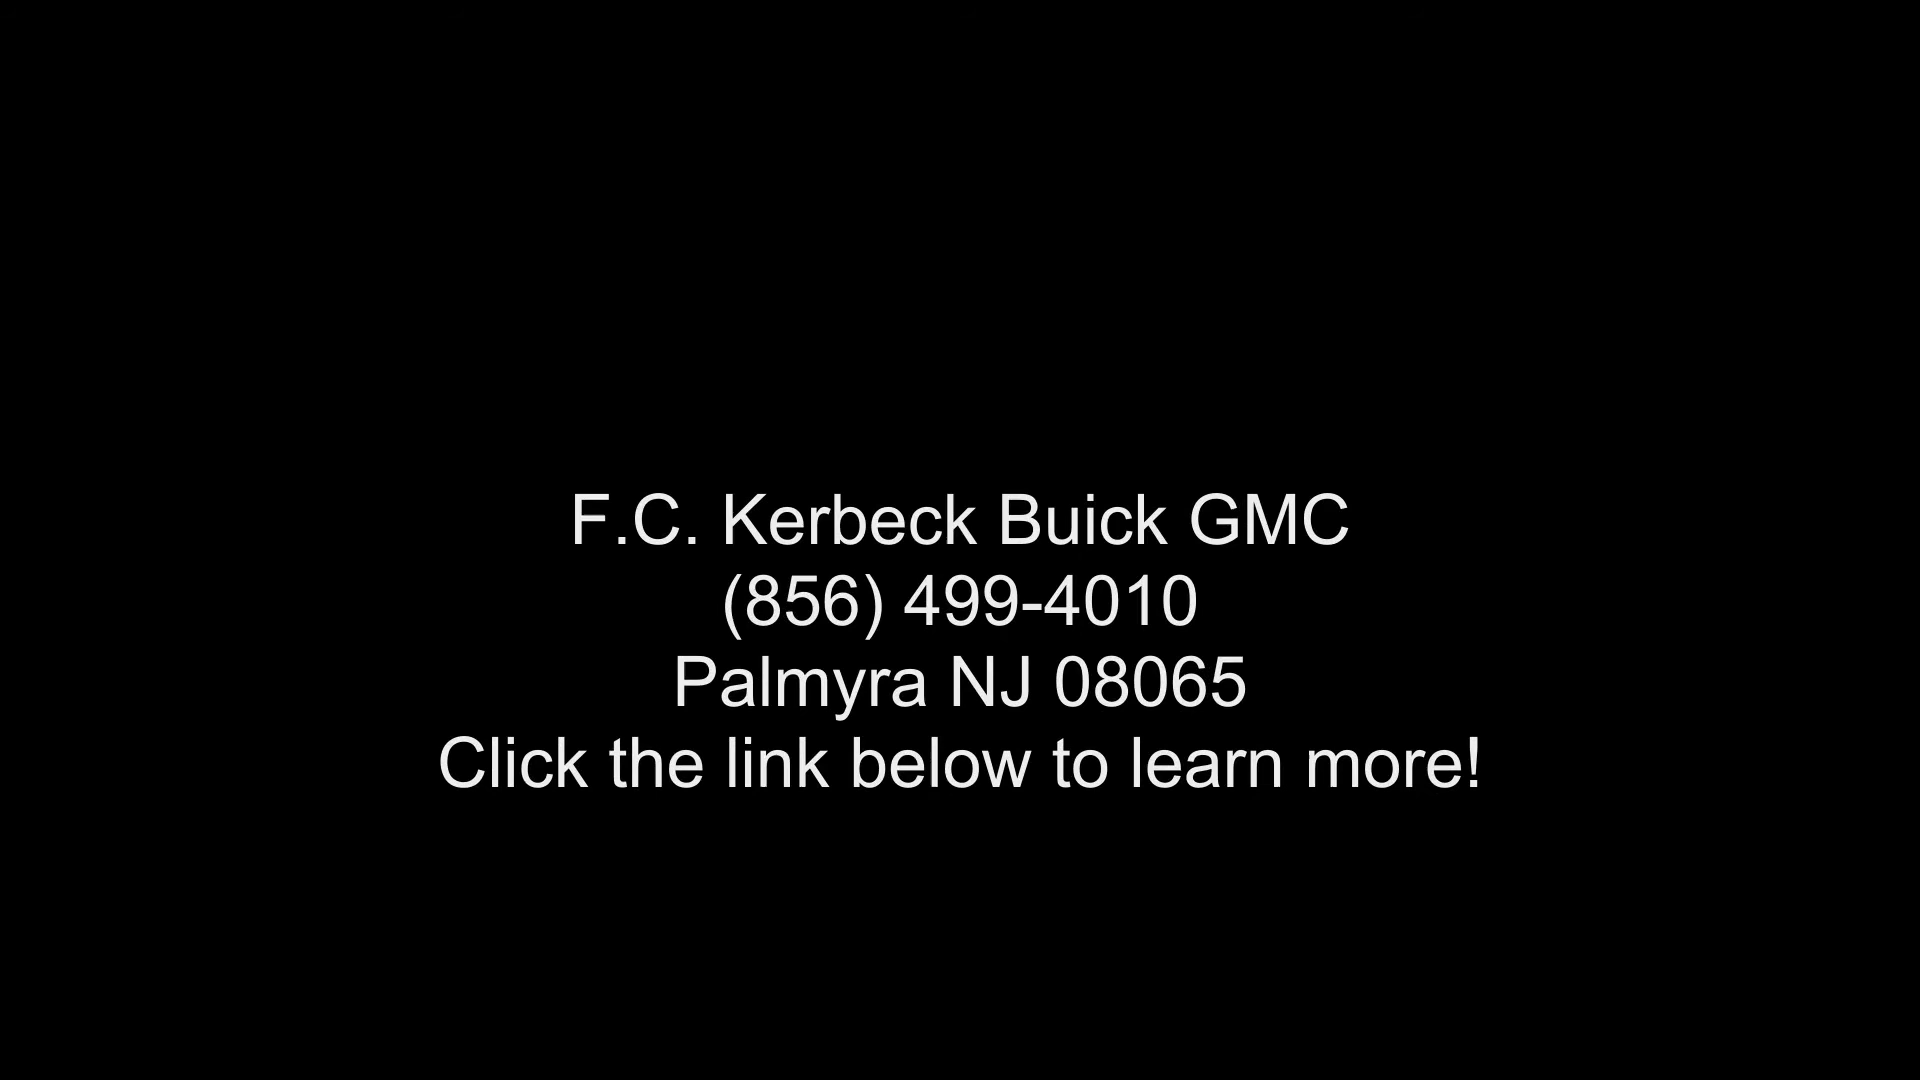 F.C. Kerbeck Buick GMC
(856) 499-4010
Palmyra NJ 08065
Click the link below to learn more!